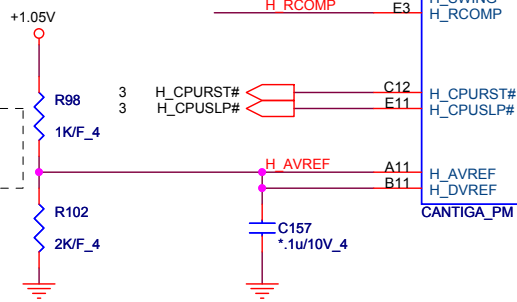 H_RCOMP
E3
H_RCOMP
+1.05V
R98
1K/F_4
3
H_CPURST#
C12
H_CPURST#
3
H_CPUSLP#
E11
H_CPUSLP#
H_AVREF
A11
H_AVREF
B11
H_DVREF
CANTIGA_PM
R102
2K/F_4
C157
*.1u/10V_4